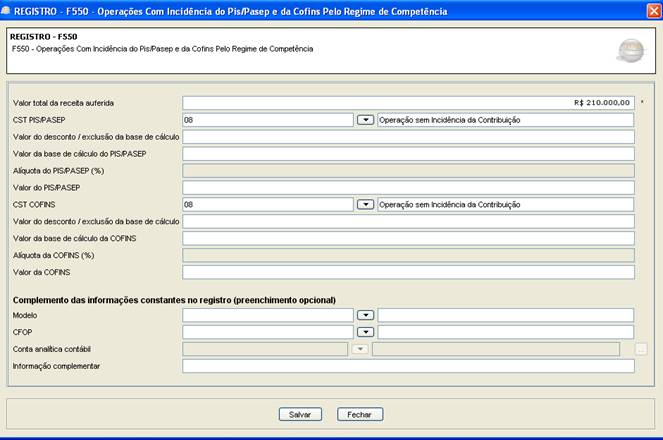 REGISTRO - F550 - Operações Com Incidência do Pis/Pasep e da Cofins Pelo Regime de Competência
REGISTRO - F550
F550 - Operações Com Incidência do Pis/Pasep e da Cofins Pelo Regime de Competência
Valor total da receita auferida R$ 210.000,00 *
CST PIS/PASEP 08 Operação sem Incidência da Contribuição
Valor do desconto / exclusão da base de cálculo
Valor da base de cálculo do PIS/PASEP
Alíquota do PIS/PASEP (%)
Valor do PIS/PASEP
CST COFINS 08 Operação sem Incidência da Contribuição
Valor do desconto / exclusão da base de cálculo
Valor da base de cálculo da COFINS
Alíquota da COFINS (%)
Valor da COFINS
Complemento das informações constantes no registro (preenchimento opcional)
Modelo
CFOP
Conta analítica contábil ...
Informação complementar
Salvar Fechar